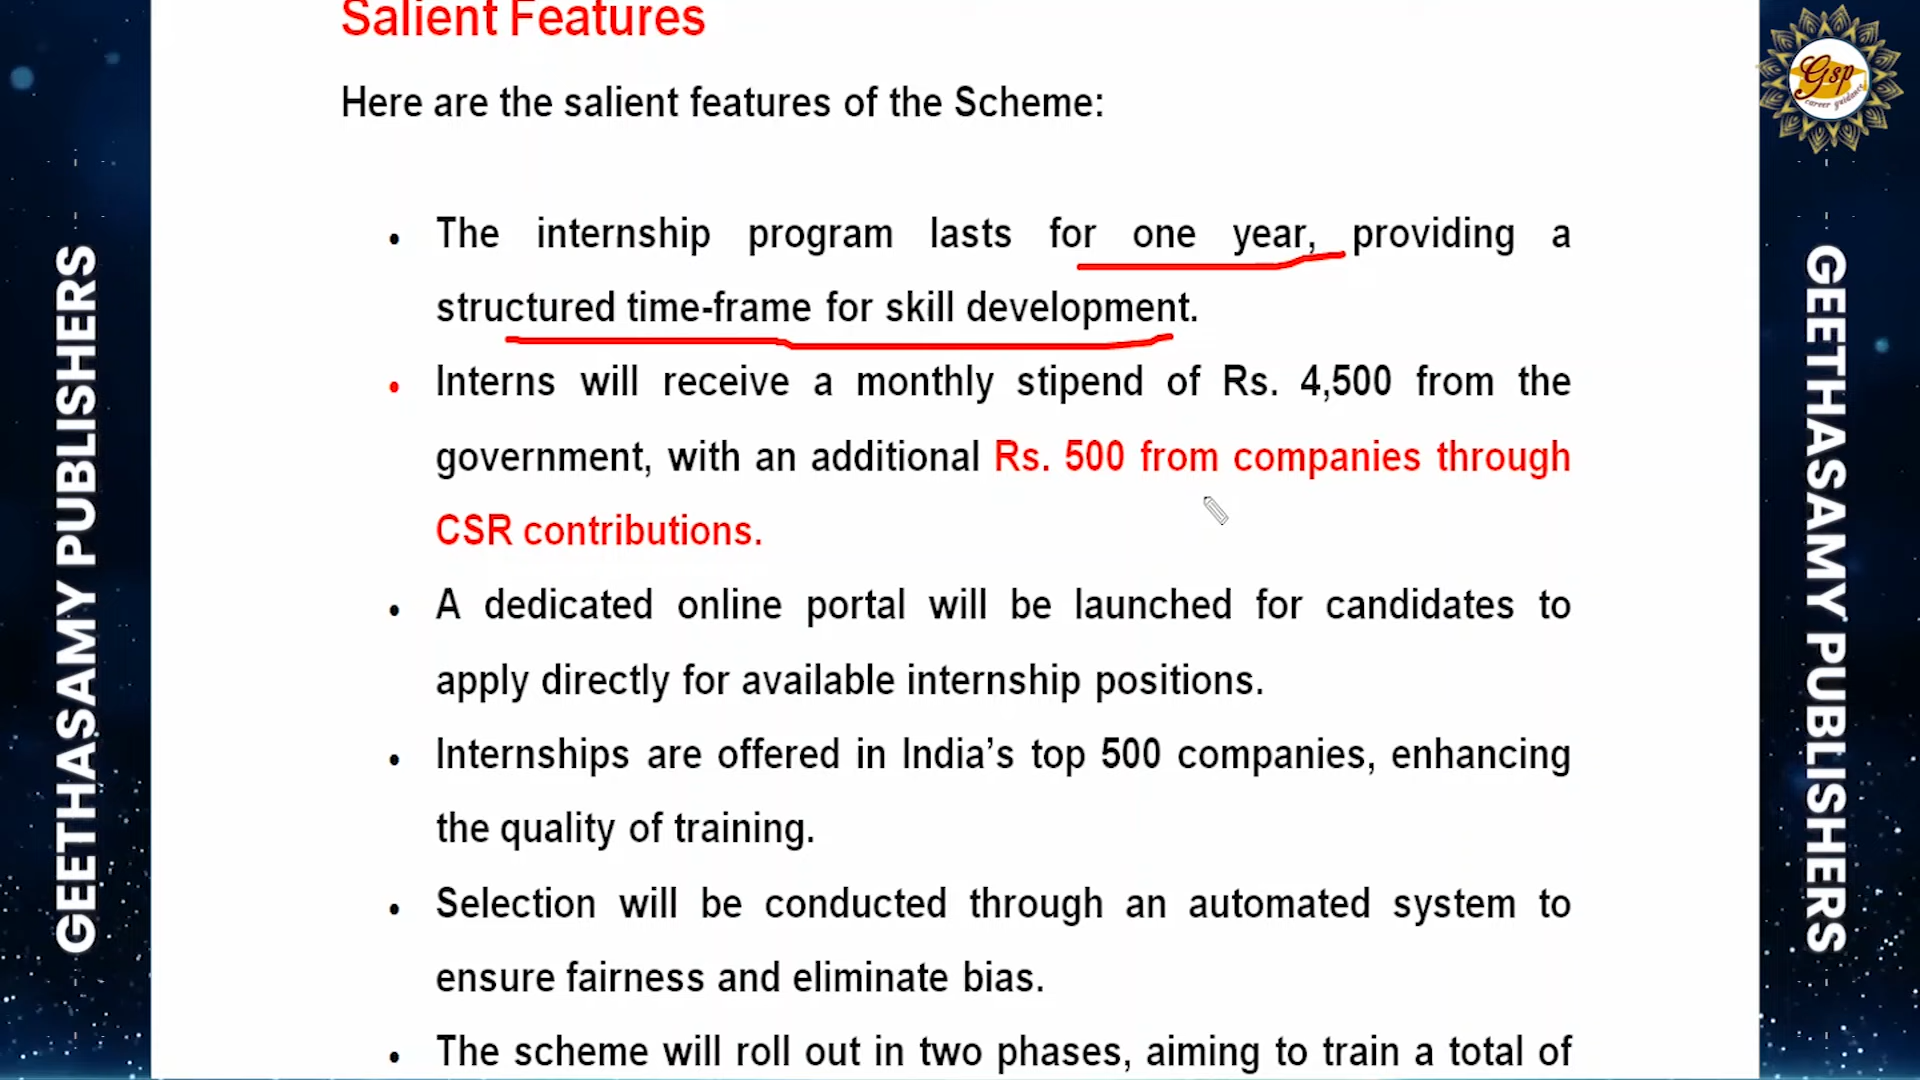 Salient Features
Here are the salient features of the Scheme:
• The internship program lasts for one year, providing a
structured time-frame for skill development.
• Interns will receive a monthly stipend of Rs. 4,500 from the
government, with an additional Rs. 500 from companies through
CSR contributions.
• A dedicated online portal will be launched for candidates to
apply directly for available internship positions.
• Internships are offered in India’s top 500 companies, enhancing
the quality of training.
• Selection will be conducted through an automated system to
ensure fairness and eliminate bias.
• The scheme will roll out in two phases, aiming to train a total of
GEETHASAMY PUBLISHERS
GEETHASAMY PUBLISHERS
Gsp
career guidance